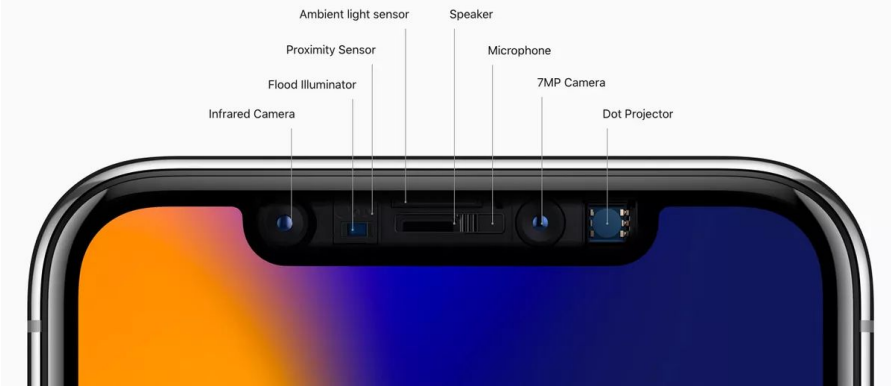 Ambient light sensor
Speaker
Proximity Sensor
Microphone
Flood Illuminator
7MP Camera
Infrared Camera
Dot Projector